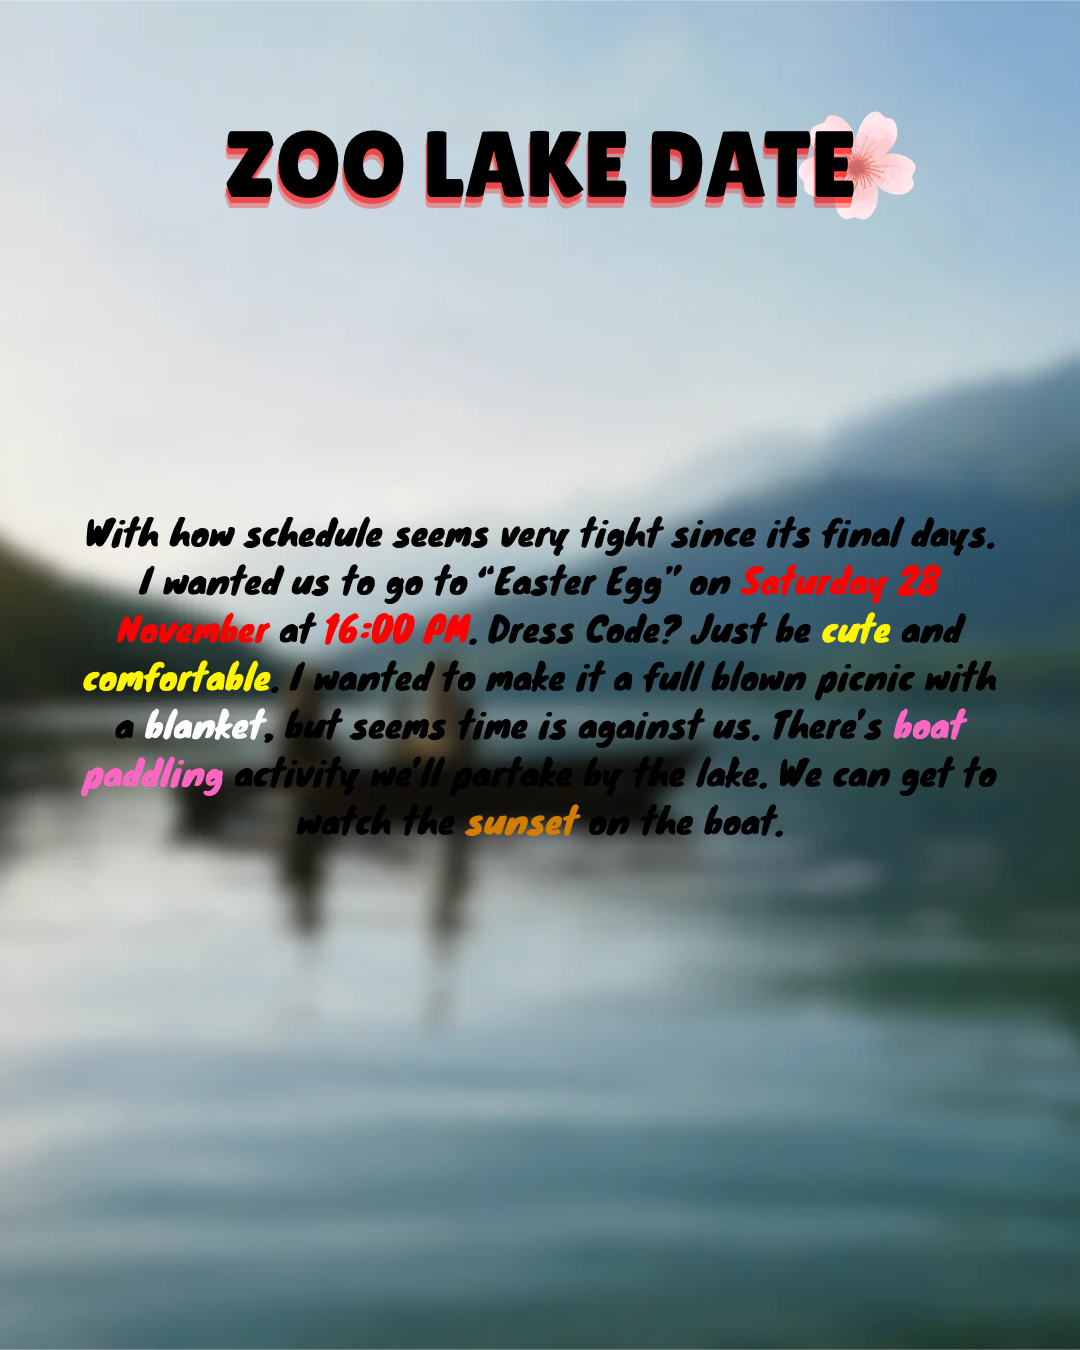 ZOO LAKE DATE
With how schedule seems very tight since its final days.
I wanted us to go to “Easter Egg” on Saturday 28
November at 16:00 PM. Dress Code? Just be cute and
comfortable. I wanted to make it a full blown picnic with
a blanket, but seems time is against us. There's boat
paddling activity we'll partake by the lake. We can get to
watch the sunset on the boat.